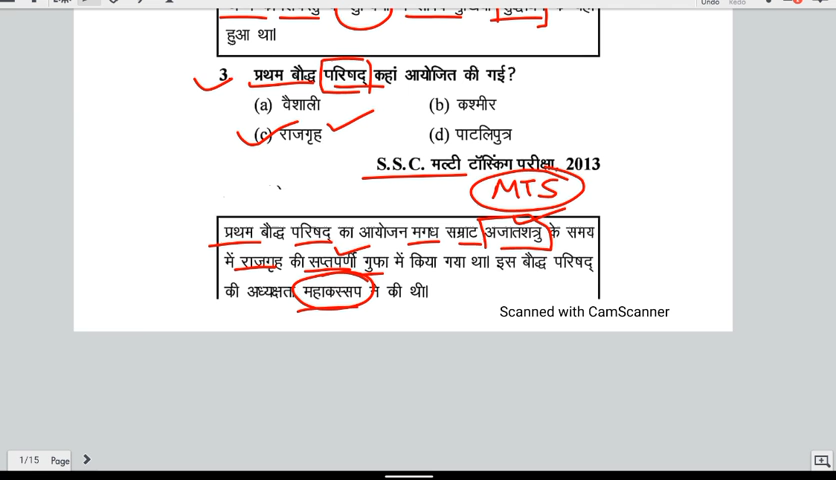 Undo Redo
हुआ था।
3. प्रथम बौद्ध परिषद् कहां आयोजित की गई?
(a) वैशाली (b) कश्मीर
(c) राजगृह (d) पाटलिपुत्र
S.S.C. मल्टी टॉस्किंग परीक्षा, 2013
MTS
प्रथम बौद्ध परिषद् का आयोजन मगध सम्राट अजातशत्रु के समय
में राजगृह की सप्तपर्णी गुफा में किया गया था। इस बौद्ध परिषद्
की अध्यक्षता महाकस्सप ने की थी।
Scanned with CamScanner
1/15 Page